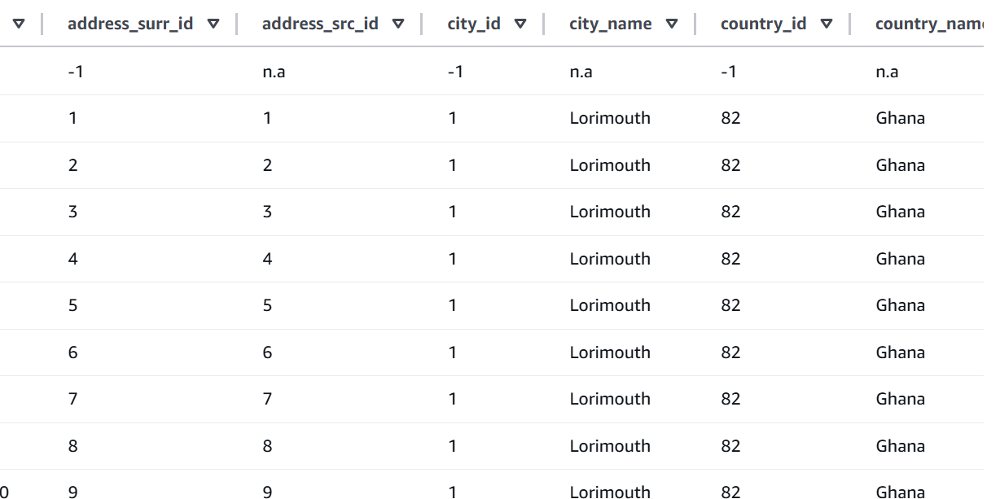 address_surr_id address_src_id city_id city_name country_id country_name
-1 n.a -1 n.a -1 n.a
1 1 1 Lorimouth 82 Ghana
2 2 1 Lorimouth 82 Ghana
3 3 1 Lorimouth 82 Ghana
4 4 1 Lorimouth 82 Ghana
5 5 1 Lorimouth 82 Ghana
6 6 1 Lorimouth 82 Ghana
7 7 1 Lorimouth 82 Ghana
8 8 1 Lorimouth 82 Ghana
0 9 9 1 Lorimouth 82 Ghana